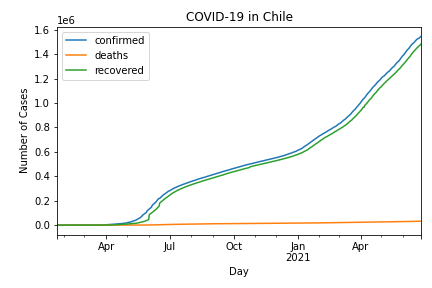 COVID-19 in Chile
1e6
confirmed
deaths
recovered
Number of Cases
1.6
1.4
1.2
1.0
0.8
0.6
0.4
0.2
0.0
Apr Jul Oct Jan Apr
2021
Day